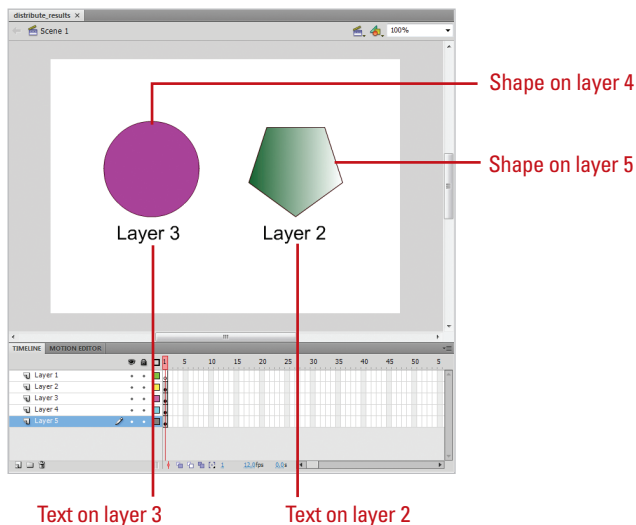 distribute_results ×
Scene 1
100%
Shape on layer 4
Shape on layer 5
Layer 3
Layer 2
TIMELINE
MOTION EDITOR
1 5 10 15 20 25 30 35 40 45 50 5
Layer 1
Layer 2
Layer 3
Layer 4
Layer 5
1 12.0fps 0.0s
Text on layer 3
Text on layer 2